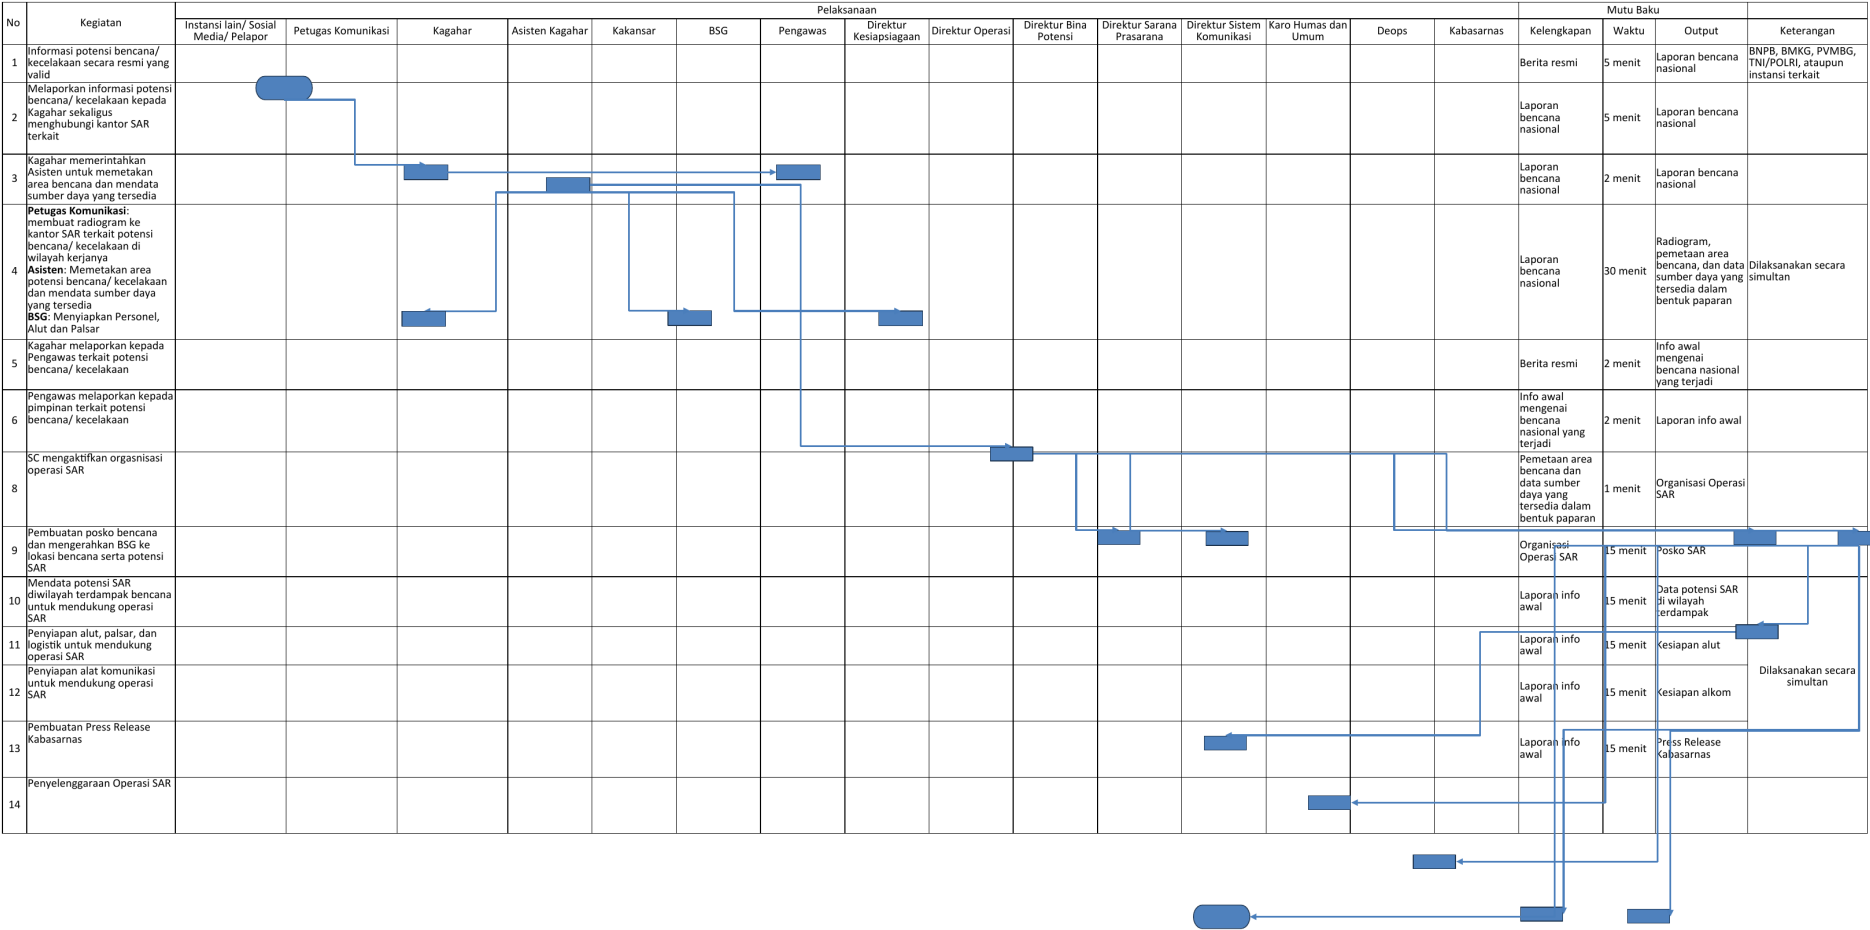 No
Kegiatan
Pelaksanaan
Mutu Baku
Instansi lain/ Sosial
Media/ Pelapor
Petugas Komunikasi
Kagahar
Asisten Kagahar
Kakansar
BSG
Pengawas
Direktur
Kesiapsiagaan
Direktur Operasi
Direktur Bina
Potensi
Direktur Sarana
Prasarana
Direktur Sistem
Komunikasi
Karo Humas dan
Umum
Deops
Kabasarnas
Kelengkapan
Waktu
Output
Keterangan
1
Informasi potensi bencana/
kecelakaan secara resmi yang
valid
Berita resmi
5 menit
Laporan bencana
nasional
BNPB, BMKG, PVMBG,
TNI/POLRI, ataupun
instansi terkait
2
Melaporkan informasi potensi
bencana/ kecelakaan kepada
Kagahar sekaligus
menghubungi kantor SAR
terkait
Laporan
bencana
nasional
5 menit
Laporan bencana
nasional
3
Kagahar memerintahkan
Asisten untuk memetakan
area bencana dan mendata
sumber daya yang tersedia
Laporan
bencana
nasional
2 menit
Laporan bencana
nasional
4
Petugas Komunikasi:
membuat radiogram ke
kantor SAR terkait potensi
bencana/ kecelakaan di
wilayah kerjanya
Asisten: Memetakan area
potensi bencana/ kecelakaan
dan mendata sumber daya
yang tersedia
BSG: Menyiapkan Personel,
Alut dan Palsar
Laporan
bencana
nasional
30 menit
Radiogram,
pemetaan area
bencana, dan data
sumber daya yang
tersedia dalam
bentuk paparan
Dilaksanakan secara
simultan
5
Kagahar melaporkan kepada
Pengawas terkait potensi
bencana/ kecelakaan
Berita resmi
2 menit
Info awal
mengenai
bencana nasional
yang terjadi
6
Pengawas melaporkan kepada
pimpinan terkait potensi
bencana/ kecelakaan
Info awal
mengenai
bencana
nasional yang
terjadi
2 menit
Laporan info awal
8
SC mengaktifkan orgasnisasi
operasi SAR
Pemetaan area
bencana dan
data sumber
daya yang
tersedia dalam
bentuk paparan
1 menit
Organisasi Operasi
SAR
9
Pembuatan posko bencana
dan mengerahkan BSG ke
lokasi bencana serta potensi
SAR
Organisasi
Operasi SAR
15 menit
Posko SAR
10
Mendata potensi SAR
diwilayah terdampak bencana
untuk mendukung operasi
SAR
Laporan info
awal
15 menit
Data potensi SAR
di wilayah
terdampak
11
Penyiapan alut, palsar, dan
logistik untuk mendukung
operasi SAR
Laporan info
awal
15 menit
Kesiapan alut
Dilaksanakan secara
simultan
12
Penyiapan alat komunikasi
untuk mendukung operasi
SAR
Laporan info
awal
15 menit
Kesiapan alkom
13
Pembuatan Press Release
Kabasarnas
Laporan info
awal
15 menit
Press Release
Kabasarnas
14
Penyelenggaraan Operasi SAR